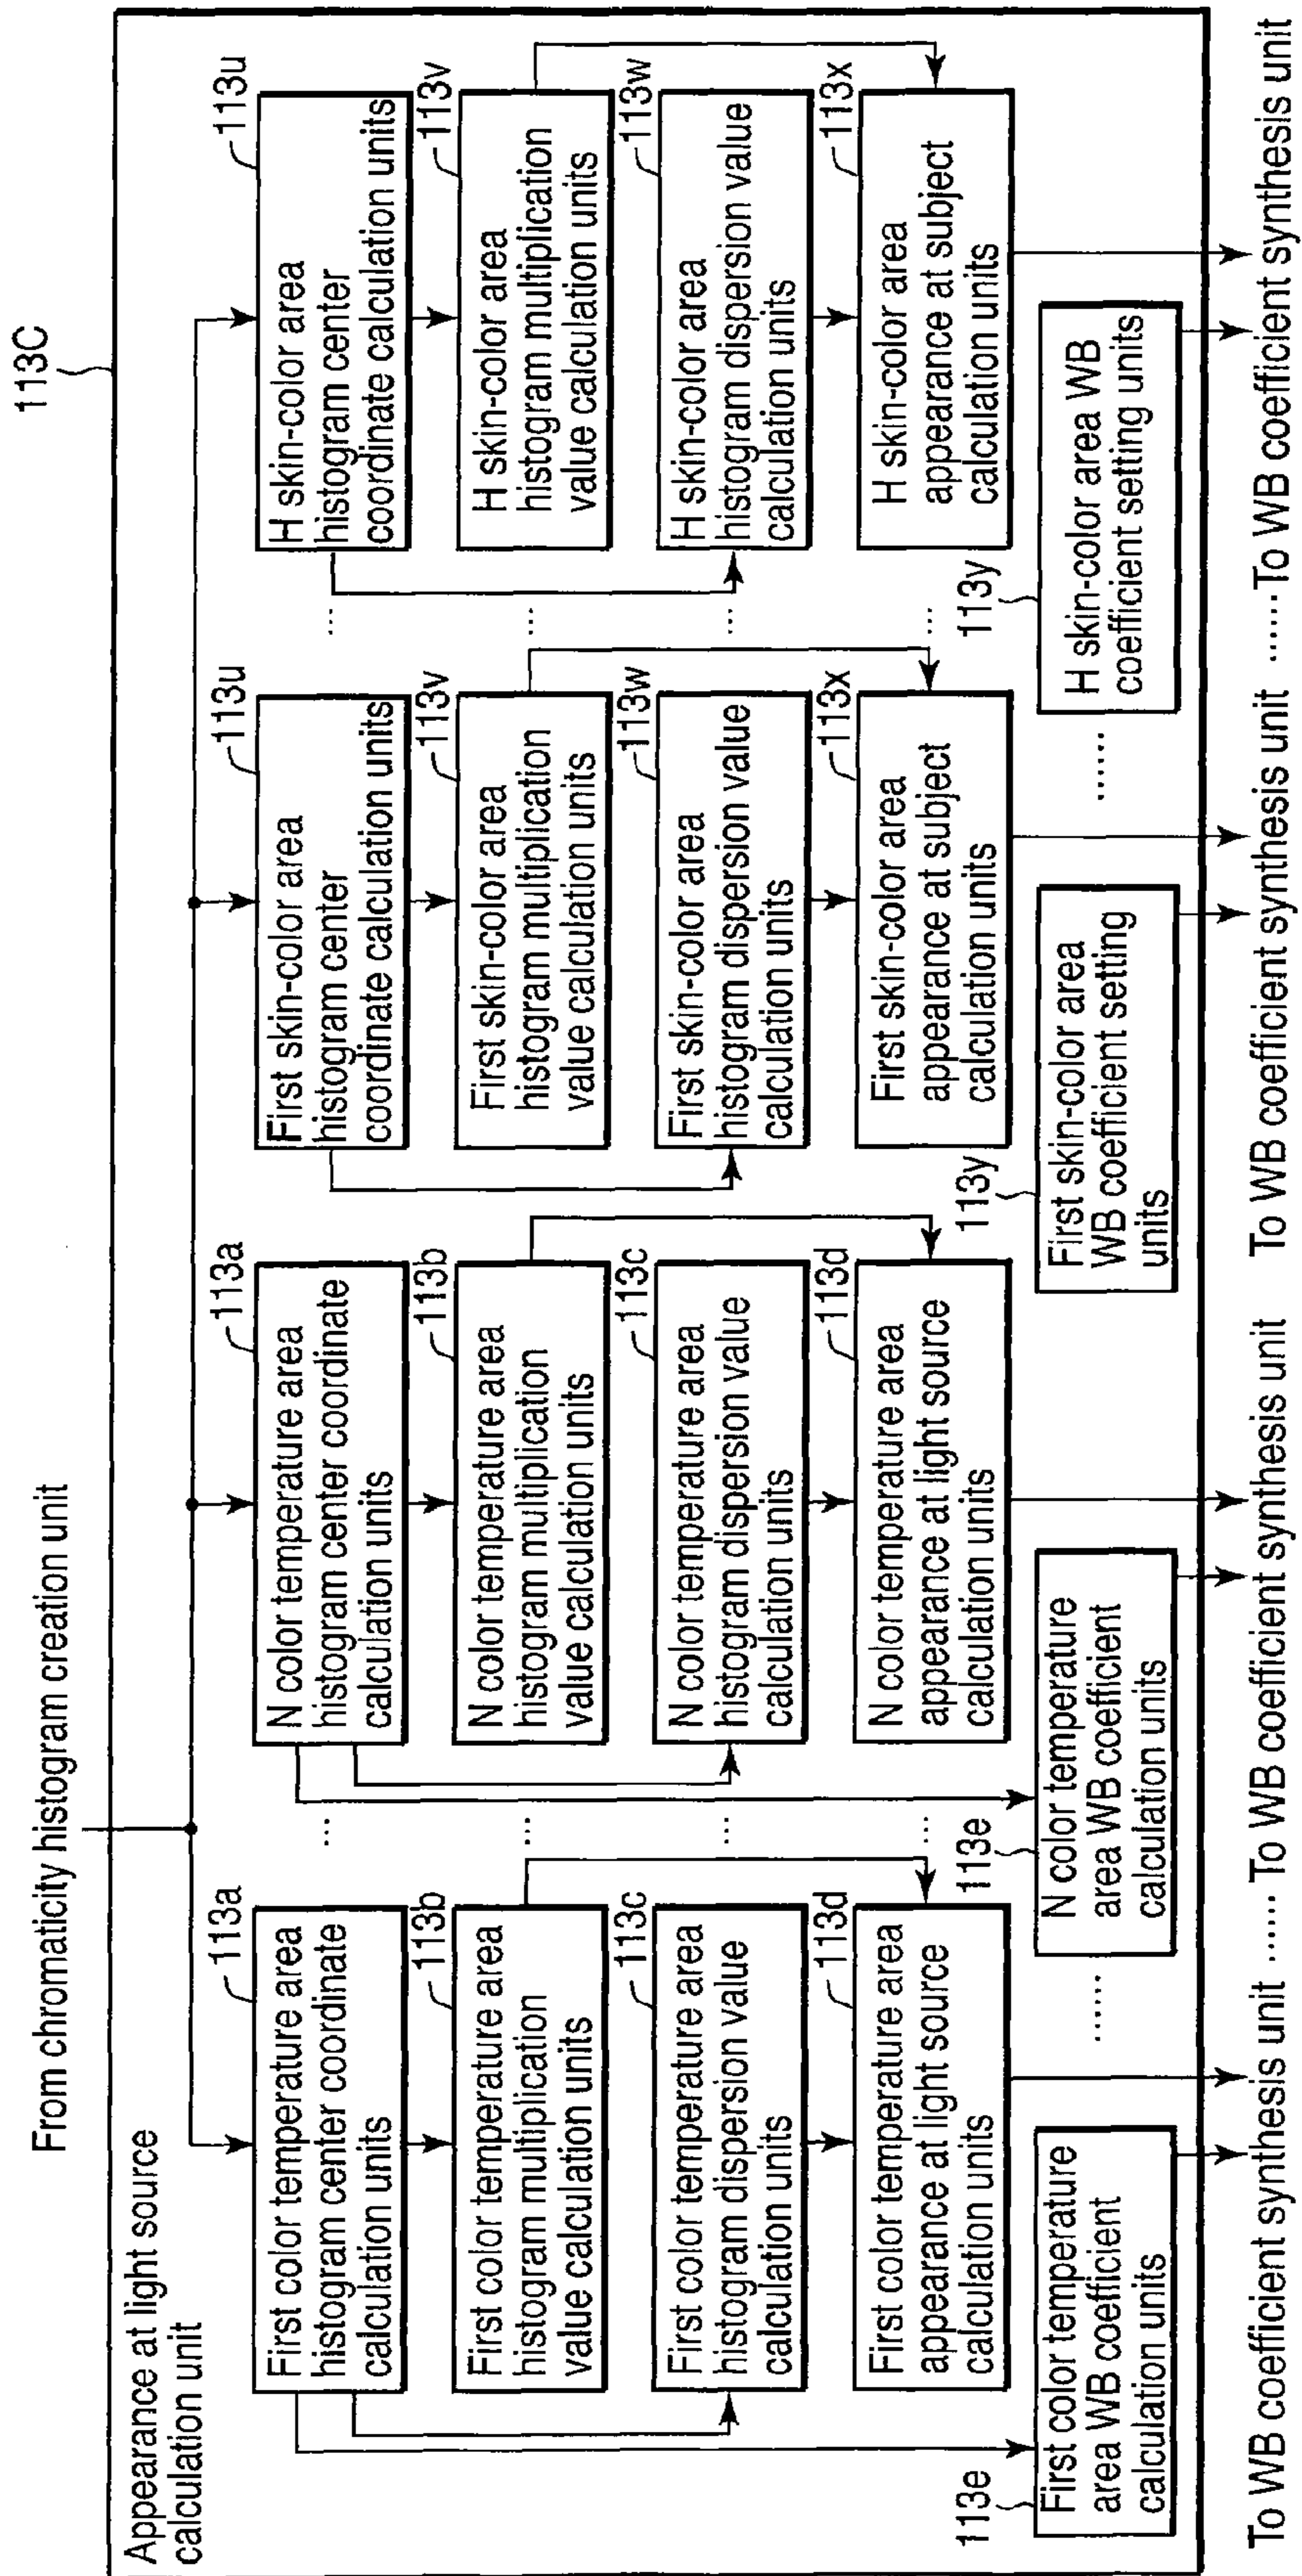 113C
From chromaticity histogram creation unit
Appearance at light source
calculation unit
113a
First color temperature area
histogram center coordinate
calculation units
113b
First color temperature area
histogram multiplication
value calculation units
113c
First color temperature area
histogram dispersion value
calculation units
113d
First color temperature area
appearance at light source
calculation units
113e
First color temperature
area WB coefficient
calculation units
...
...
...
...
......
113a
N color temperature area
histogram center coordinate
calculation units
113b
N color temperature area
histogram multiplication
value calculation units
113c
N color temperature area
histogram dispersion value
calculation units
113d
N color temperature area
appearance at light source
calculation units
113e
N color temperature
area WB coefficient
calculation units
113u
First skin-color area
histogram center
coordinate calculation units
113v
First skin-color area
histogram multiplication
value calculation units
113w
First skin-color area
histogram dispersion value
calculation units
113x
First skin-color area
appearance at subject
calculation units
113y
First skin-color area
WB coefficient setting
units
...
...
...
...
......
113u
H skin-color area
histogram center
coordinate calculation units
113v
H skin-color area
histogram multiplication
value calculation units
113w
H skin-color area
histogram dispersion value
calculation units
113x
H skin-color area
appearance at subject
calculation units
113y
H skin-color area WB
coefficient setting units
To WB coefficient synthesis unit ...... To WB coefficient synthesis unit To WB coefficient synthesis unit ......To WB coefficient synthesis unit